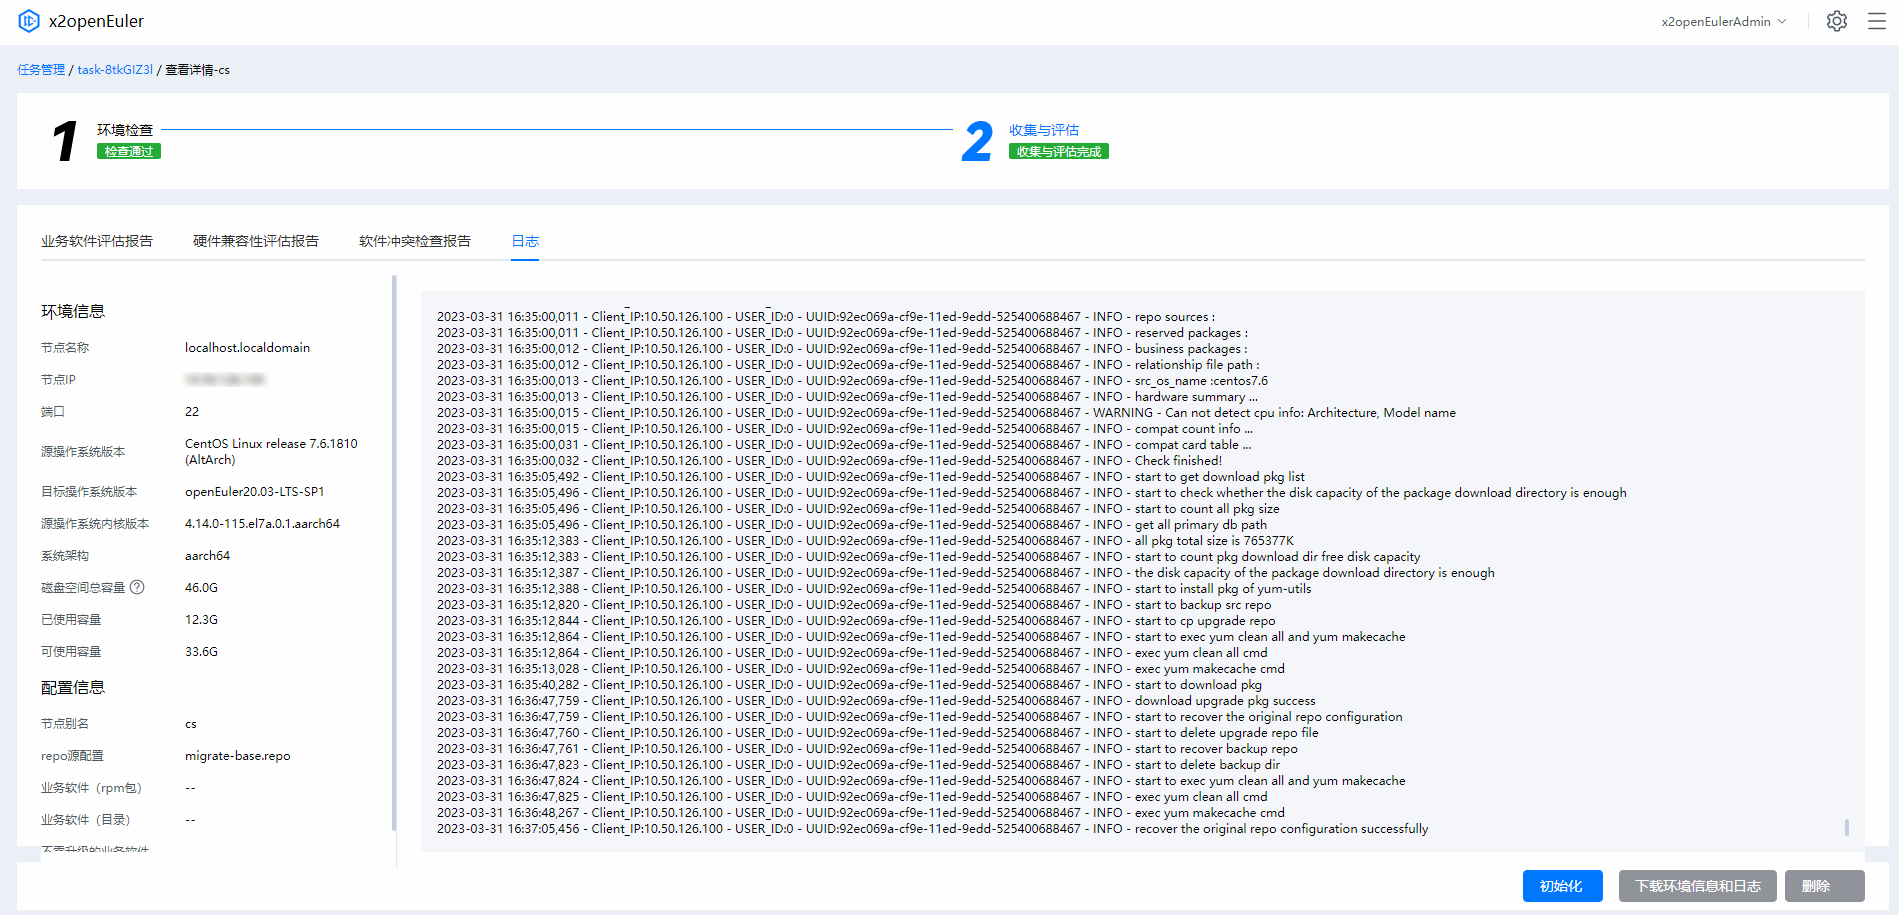 x2openEuler
x2openEulerAdmin
任务管理 / task-8tkGIZ3l / 查看详情-cs
1 环境检查
检查通过
2 收集与评估
收集与评估完成
业务软件评估报告 硬件兼容性评估报告 软件冲突检查报告 日志
环境信息
节点名称 localhost.localdomain
节点IP
端口 22
源操作系统版本 CentOS Linux release 7.6.1810 (AltArch)
目标操作系统版本 openEuler20.03-LTS-SP1
源操作系统内核版本 4.14.0-115.el7a.0.1.aarch64
系统架构 aarch64
磁盘空间总容量 46.0G
已使用容量 12.3G
可使用容量 33.6G
配置信息
节点别名 cs
repo源配置 migrate-base.repo
业务软件（rpm包） --
业务软件（目录） --
不需升级的业务软件
2023-03-31 16:35:00,011 - Client_IP:10.50.126.100 - USER_ID:0 - UUID:92ec069a-cf9e-11ed-9edd-525400688467 - INFO - repo sources :
2023-03-31 16:35:00,011 - Client_IP:10.50.126.100 - USER_ID:0 - UUID:92ec069a-cf9e-11ed-9edd-525400688467 - INFO - reserved packages :
2023-03-31 16:35:00,012 - Client_IP:10.50.126.100 - USER_ID:0 - UUID:92ec069a-cf9e-11ed-9edd-525400688467 - INFO - business packages :
2023-03-31 16:35:00,012 - Client_IP:10.50.126.100 - USER_ID:0 - UUID:92ec069a-cf9e-11ed-9edd-525400688467 - INFO - relationship file path :
2023-03-31 16:35:00,013 - Client_IP:10.50.126.100 - USER_ID:0 - UUID:92ec069a-cf9e-11ed-9edd-525400688467 - INFO - src_os_name :centos7.6
2023-03-31 16:35:00,013 - Client_IP:10.50.126.100 - USER_ID:0 - UUID:92ec069a-cf9e-11ed-9edd-525400688467 - INFO - hardware summary ...
2023-03-31 16:35:00,015 - Client_IP:10.50.126.100 - USER_ID:0 - UUID:92ec069a-cf9e-11ed-9edd-525400688467 - WARNING - Can not detect cpu info: Architecture, Model name
2023-03-31 16:35:00,015 - Client_IP:10.50.126.100 - USER_ID:0 - UUID:92ec069a-cf9e-11ed-9edd-525400688467 - INFO - compat count info ...
2023-03-31 16:35:00,031 - Client_IP:10.50.126.100 - USER_ID:0 - UUID:92ec069a-cf9e-11ed-9edd-525400688467 - INFO - compat card table ...
2023-03-31 16:35:00,032 - Client_IP:10.50.126.100 - USER_ID:0 - UUID:92ec069a-cf9e-11ed-9edd-525400688467 - INFO - Check finished!
2023-03-31 16:35:05,492 - Client_IP:10.50.126.100 - USER_ID:0 - UUID:92ec069a-cf9e-11ed-9edd-525400688467 - INFO - start to get download pkg list
2023-03-31 16:35:05,496 - Client_IP:10.50.126.100 - USER_ID:0 - UUID:92ec069a-cf9e-11ed-9edd-525400688467 - INFO - start to check whether the disk capacity of the package download directory is enough
2023-03-31 16:35:05,496 - Client_IP:10.50.126.100 - USER_ID:0 - UUID:92ec069a-cf9e-11ed-9edd-525400688467 - INFO - start to count all pkg size
2023-03-31 16:35:05,496 - Client_IP:10.50.126.100 - USER_ID:0 - UUID:92ec069a-cf9e-11ed-9edd-525400688467 - INFO - get all primary db path
2023-03-31 16:35:12,383 - Client_IP:10.50.126.100 - USER_ID:0 - UUID:92ec069a-cf9e-11ed-9edd-525400688467 - INFO - all pkg total size is 765377K
2023-03-31 16:35:12,383 - Client_IP:10.50.126.100 - USER_ID:0 - UUID:92ec069a-cf9e-11ed-9edd-525400688467 - INFO - start to count pkg download dir free disk capacity
2023-03-31 16:35:12,387 - Client_IP:10.50.126.100 - USER_ID:0 - UUID:92ec069a-cf9e-11ed-9edd-525400688467 - INFO - the disk capacity of the package download directory is enough
2023-03-31 16:35:12,388 - Client_IP:10.50.126.100 - USER_ID:0 - UUID:92ec069a-cf9e-11ed-9edd-525400688467 - INFO - start to install pkg of yum-utils
2023-03-31 16:35:12,820 - Client_IP:10.50.126.100 - USER_ID:0 - UUID:92ec069a-cf9e-11ed-9edd-525400688467 - INFO - start to backup src repo
2023-03-31 16:35:12,844 - Client_IP:10.50.126.100 - USER_ID:0 - UUID:92ec069a-cf9e-11ed-9edd-525400688467 - INFO - start to cp upgrade repo
2023-03-31 16:35:12,864 - Client_IP:10.50.126.100 - USER_ID:0 - UUID:92ec069a-cf9e-11ed-9edd-525400688467 - INFO - start to exec yum clean all and yum makecache
2023-03-31 16:35:12,864 - Client_IP:10.50.126.100 - USER_ID:0 - UUID:92ec069a-cf9e-11ed-9edd-525400688467 - INFO - exec yum clean all cmd
2023-03-31 16:35:13,028 - Client_IP:10.50.126.100 - USER_ID:0 - UUID:92ec069a-cf9e-11ed-9edd-525400688467 - INFO - exec yum makecache cmd
2023-03-31 16:35:40,282 - Client_IP:10.50.126.100 - USER_ID:0 - UUID:92ec069a-cf9e-11ed-9edd-525400688467 - INFO - start to download pkg
2023-03-31 16:36:47,759 - Client_IP:10.50.126.100 - USER_ID:0 - UUID:92ec069a-cf9e-11ed-9edd-525400688467 - INFO - download upgrade pkg success
2023-03-31 16:36:47,759 - Client_IP:10.50.126.100 - USER_ID:0 - UUID:92ec069a-cf9e-11ed-9edd-525400688467 - INFO - start to recover the original repo configuration
2023-03-31 16:36:47,760 - Client_IP:10.50.126.100 - USER_ID:0 - UUID:92ec069a-cf9e-11ed-9edd-525400688467 - INFO - start to delete upgrade repo file
2023-03-31 16:36:47,761 - Client_IP:10.50.126.100 - USER_ID:0 - UUID:92ec069a-cf9e-11ed-9edd-525400688467 - INFO - start to recover backup repo
2023-03-31 16:36:47,823 - Client_IP:10.50.126.100 - USER_ID:0 - UUID:92ec069a-cf9e-11ed-9edd-525400688467 - INFO - start to delete backup dir
2023-03-31 16:36:47,824 - Client_IP:10.50.126.100 - USER_ID:0 - UUID:92ec069a-cf9e-11ed-9edd-525400688467 - INFO - start to exec yum clean all and yum makecache
2023-03-31 16:36:47,825 - Client_IP:10.50.126.100 - USER_ID:0 - UUID:92ec069a-cf9e-11ed-9edd-525400688467 - INFO - exec yum clean all cmd
2023-03-31 16:36:48,267 - Client_IP:10.50.126.100 - USER_ID:0 - UUID:92ec069a-cf9e-11ed-9edd-525400688467 - INFO - exec yum makecache cmd
2023-03-31 16:37:05,456 - Client_IP:10.50.126.100 - USER_ID:0 - UUID:92ec069a-cf9e-11ed-9edd-525400688467 - INFO - recover the original repo configuration successfully
初始化 下载环境信息和日志 删除